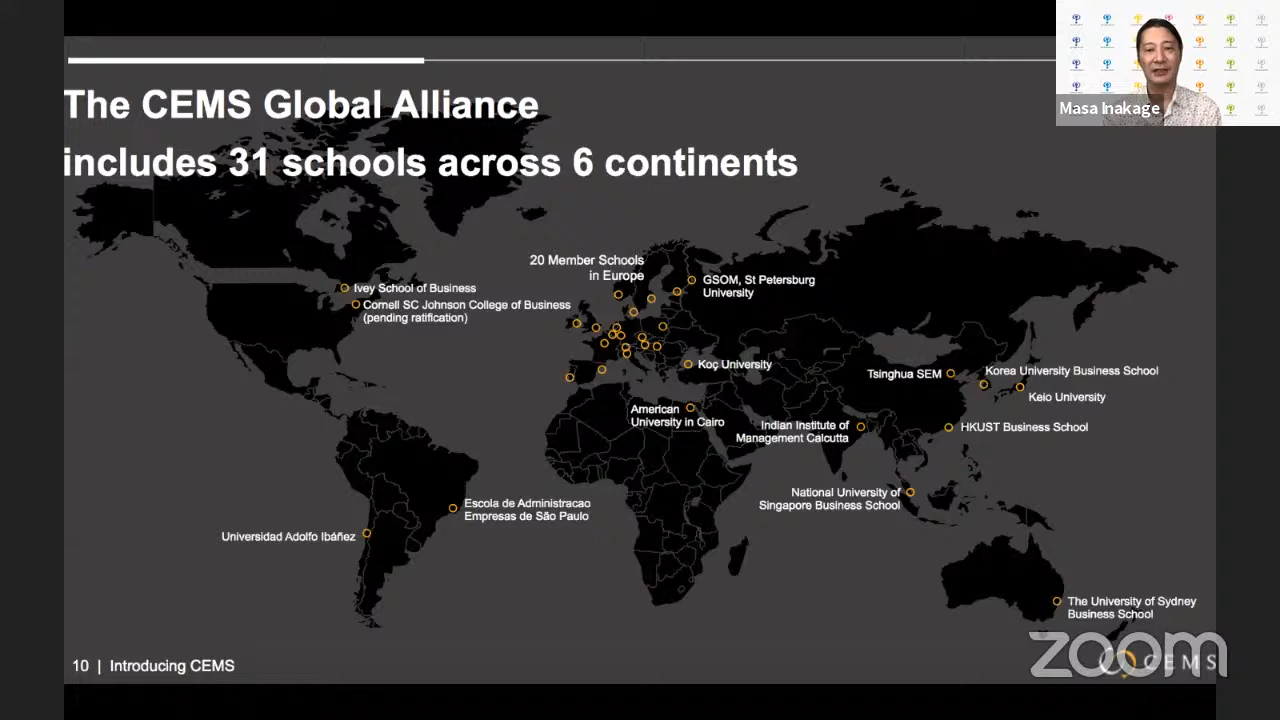 The CEMS Global Alliance
includes 31 schools across 6 continents
Masa Inakage
20 Member Schools
in Europe
GSOM, St Petersburg
University
Ivey School of Business
Cornell SC Johnson College of Business
(pending ratification)
Koç University
Tsinghua SEM
Korea University Business School
Keio University
American
University in Cairo
Indian Institute of
Management Calcutta
HKUST Business School
National University of
Singapore Business School
Escola de Administracao
Empresas de São Paulo
Universidad Adolfo Ibáñez
The University of Sydney
Business School
zoom
CEMS
10 | Introducing CEMS